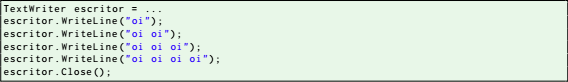 TextWriter escritor = ...
escritor.WriteLine("oi");
escritor.WriteLine("oi oi");
escritor.WriteLine("oi oi oi");
escritor.WriteLine("oi oi oi oi");
escritor.Close();